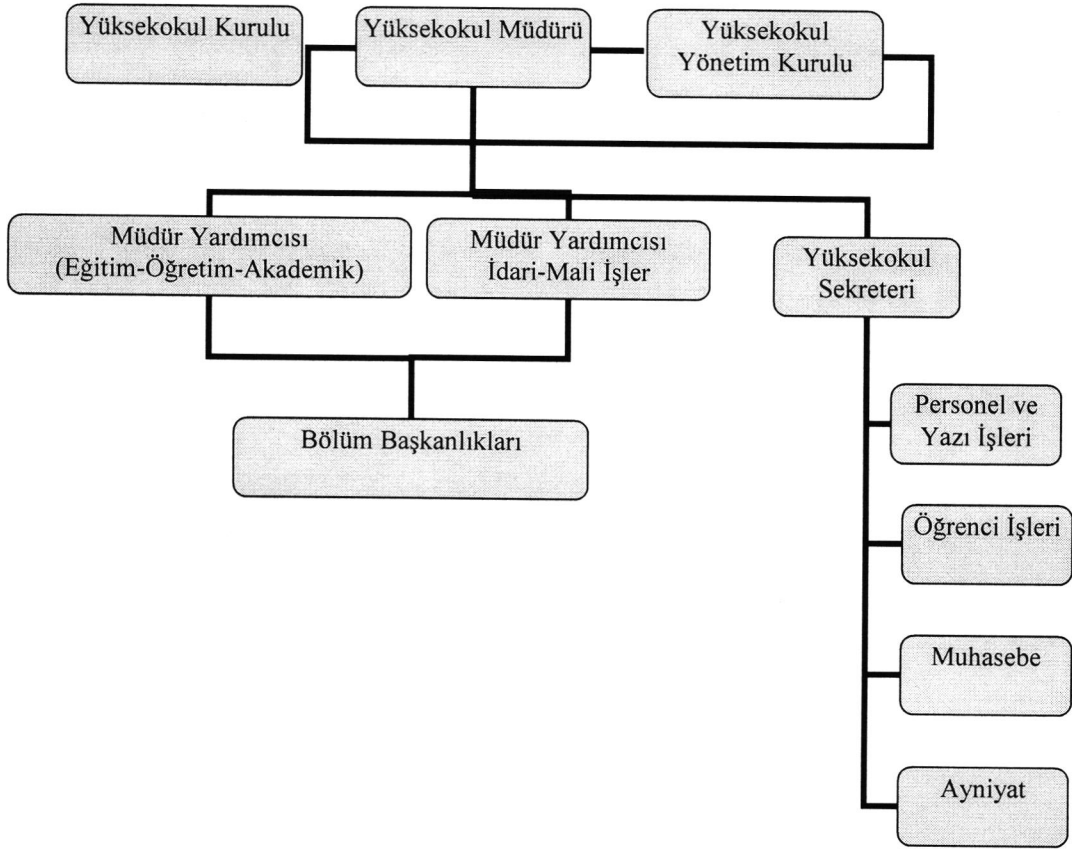 Yüksekokul Kurulu
Yüksekokul Müdürü
Yüksekokul
Yönetim Kurulu
Müdür Yardımcısı
(Eğitim-Öğretim-Akademik)
Müdür Yardımcısı
İdari-Mali İşler
Yüksekokul
Sekreteri
Bölüm Başkanlıkları
Personel ve
Yazı İşleri
Öğrenci İşleri
Muhasebe
Ayniyat